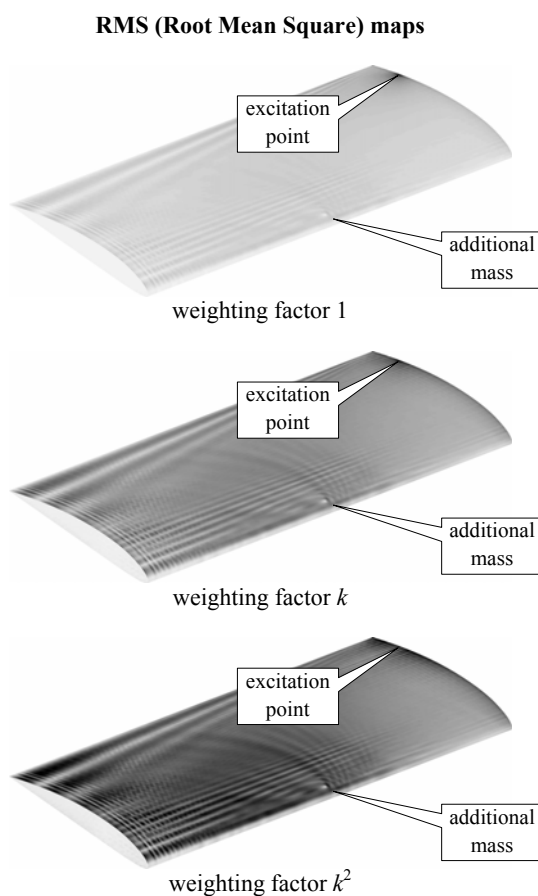 RMS (Root Mean Square) maps
excitation
point
additional
mass
weighting factor 1
excitation
point
additional
mass
weighting factor k
excitation
point
additional
mass
weighting factor k²